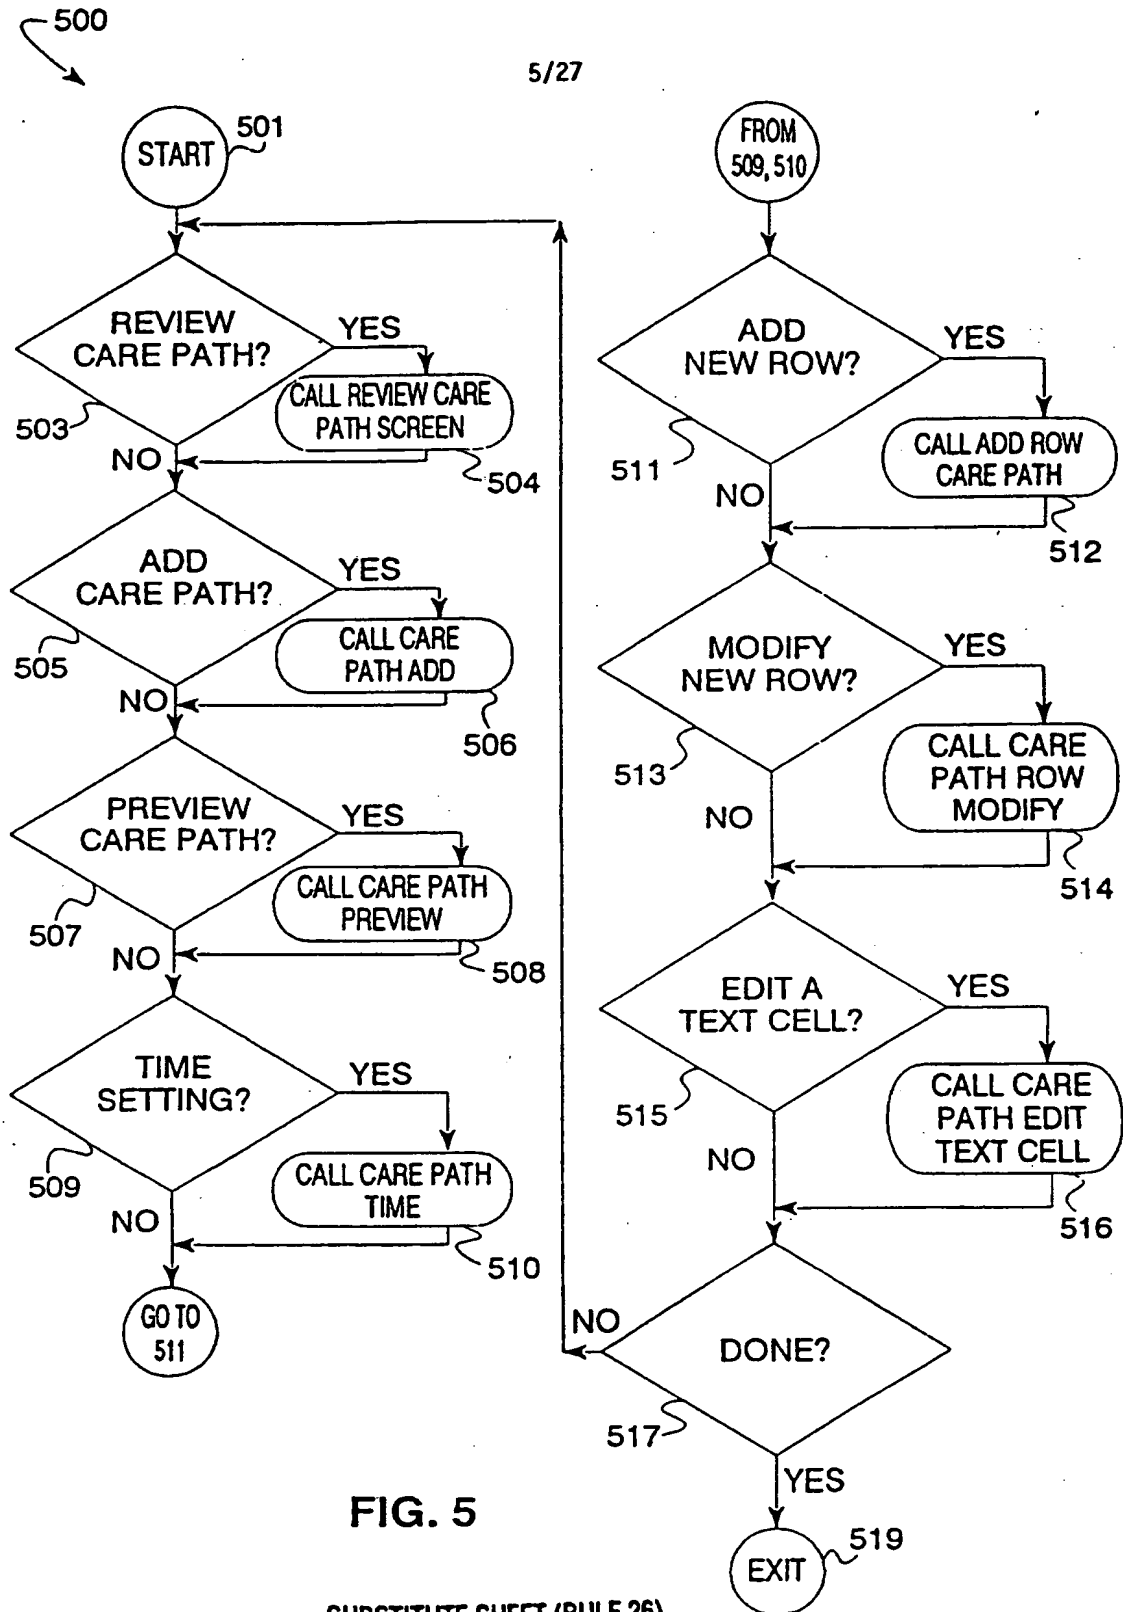 500
5/27
START
501
REVIEW
CARE PATH?
YES
503
CALL REVIEW CARE
PATH SCREEN
NO
504
ADD
CARE PATH?
YES
505
CALL CARE
PATH ADD
NO
506
PREVIEW
CARE PATH?
YES
507
CALL CARE PATH
PREVIEW
NO
508
TIME
SETTING?
YES
509
CALL CARE PATH
TIME
NO
510
GO TO
511
FROM
509, 510
ADD
NEW ROW?
YES
511
CALL ADD ROW
CARE PATH
NO
512
MODIFY
NEW ROW?
YES
513
CALL CARE
PATH ROW
MODIFY
NO
514
EDIT A
TEXT CELL?
YES
515
CALL CARE
PATH EDIT
TEXT CELL
NO
516
DONE?
NO
517
YES
EXIT
519
FIG. 5
SUBSTITUTE SHEET (RULE 26)